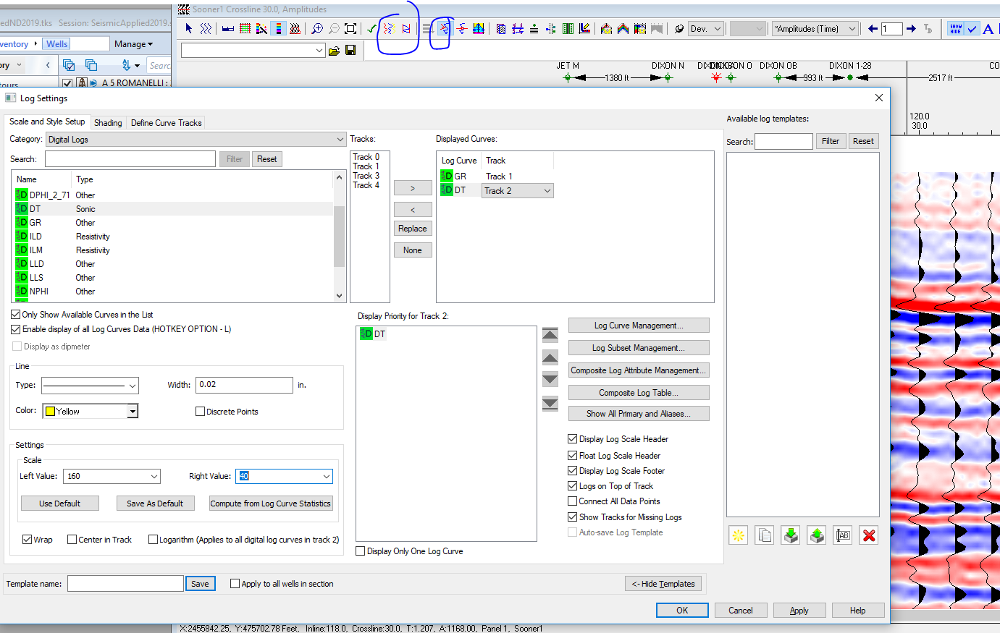 Sooner1 Crossline 30.0, Amplitudes
edND2019.tks Session: SeismicApplied2019.s
ventory Wells Manage
Dev. *Amplitudes (Time) 1 SHOW HIDE A
ory Searc
tours A 5 ROMANELLI :
JET M DIXON N DIXON OB DIXON 1-28 CO
1380 ft 993 ft 2517 ft
Log Settings
120.0
30.0
Scale and Style Setup Shading Define Curve Tracks Available log templates:
Category: Digital Logs Tracks: Displayed Curves:
Search: Filter Reset Search: Filter Reset
Name Type
DPHI_2_71 Other
DT Sonic
GR Other
ILD Resistivity
ILM Resistivity
LLD Other
LLS Other
NPHI Other
Track 0
Track 1
Track 3
Track 4
>
<
Replace
None
Log Curve Track
GR Track 1
DT Track 2
Only Show Available Curves in the List
Enable display of all Log Curves Data (HOTKEY OPTION - L)
Display as dipmeter
Line
Type: Width: 0.02 in.
Color: Yellow Discrete Points
Settings
Scale
Left Value: 160 Right Value: 40
Use Default Save As Default Compute from Log Curve Statistics
Wrap Center in Track Logarithm (Applies to all digital log curves in track 2)
Display Priority for Track 2:
DT
Display Only One Log Curve
Log Curve Management...
Log Subset Management...
Composite Log Attribute Management...
Composite Log Table...
Show All Primary and Aliases...
Display Log Scale Header
Float Log Scale Header
Display Log Scale Footer
Logs on Top of Track
Connect All Data Points
Show Tracks for Missing Logs
Auto-save Log Template
AB
Template name: Save Apply to all wells in section <- Hide Templates
OK Cancel Apply Help
X:2455842.25, Y:475702.78 Feet, Inline:118.0, Crossline:30.0, T:1.207, A:1168.00, Panel 1, Sooner1